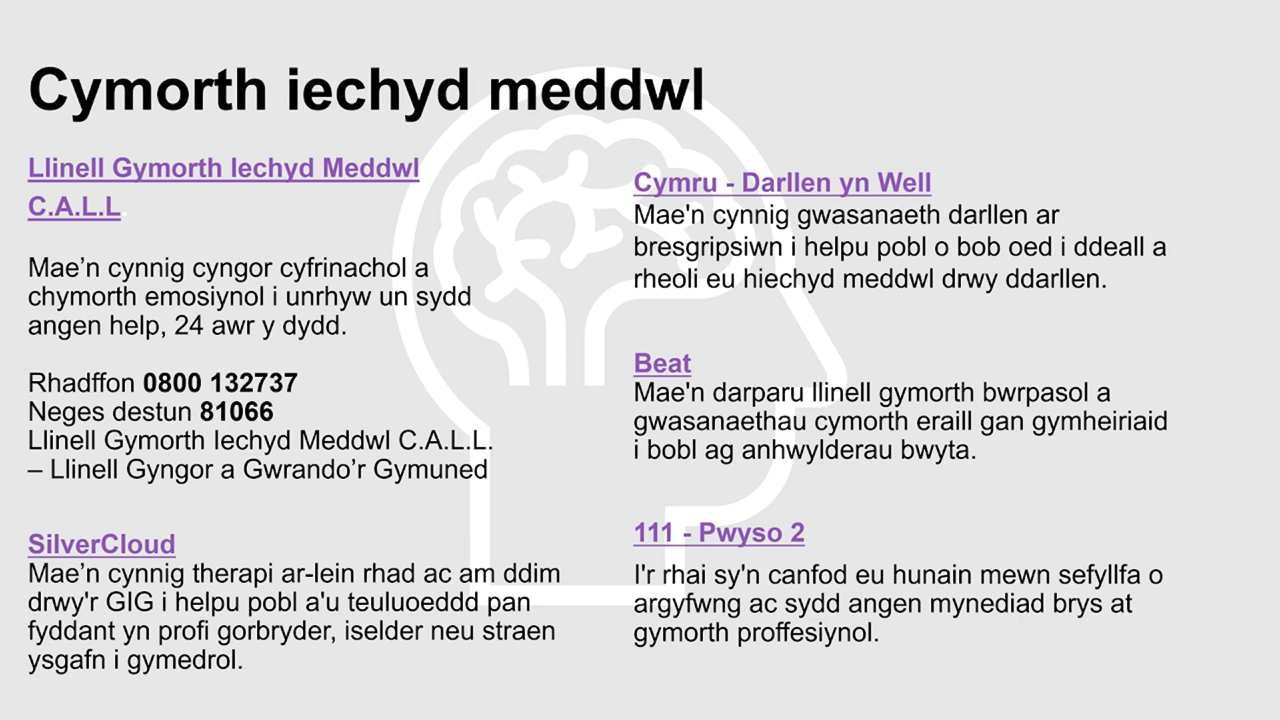 Cymorth iechyd meddwl
Llinell Gymorth Iechyd Meddwl
C.A.L.L.
Mae’n cynnig cyngor cyfrinachol a
chymorth emosiynol i unrhyw un sydd
angen help, 24 awr y dydd.
Rhadffon 0800 132737
Neges destun 81066
Llinell Gymorth Iechyd Meddwl C.A.L.L.
– Llinell Gyngor a Gwrando’r Gymuned
SilverCloud
Mae’n cynnig therapi ar-lein rhad ac am ddim
drwy'r GIG i helpu pobl a'u teuluoeddd pan
fyddant yn profi gorbryder, iselder neu straen
ysgafn i gymedrol.
Cymru - Darllen yn Well
Mae'n cynnig gwasanaeth darllen ar
bresgripsiwn i helpu pobl o bob oed i ddeall a
rheoli eu hiechyd meddwl drwy ddarllen.
Beat
Mae'n darparu llinell gymorth bwrpasol a
gwasanaethau cymorth eraill gan gymheiriaid
i bobl ag anhwylderau bwyta.
111 - Pwyso 2
I'r rhai sy'n canfod eu hunain mewn sefyllfa o
argyfwng ac sydd angen mynediad brys at
gymorth proffesiynol.